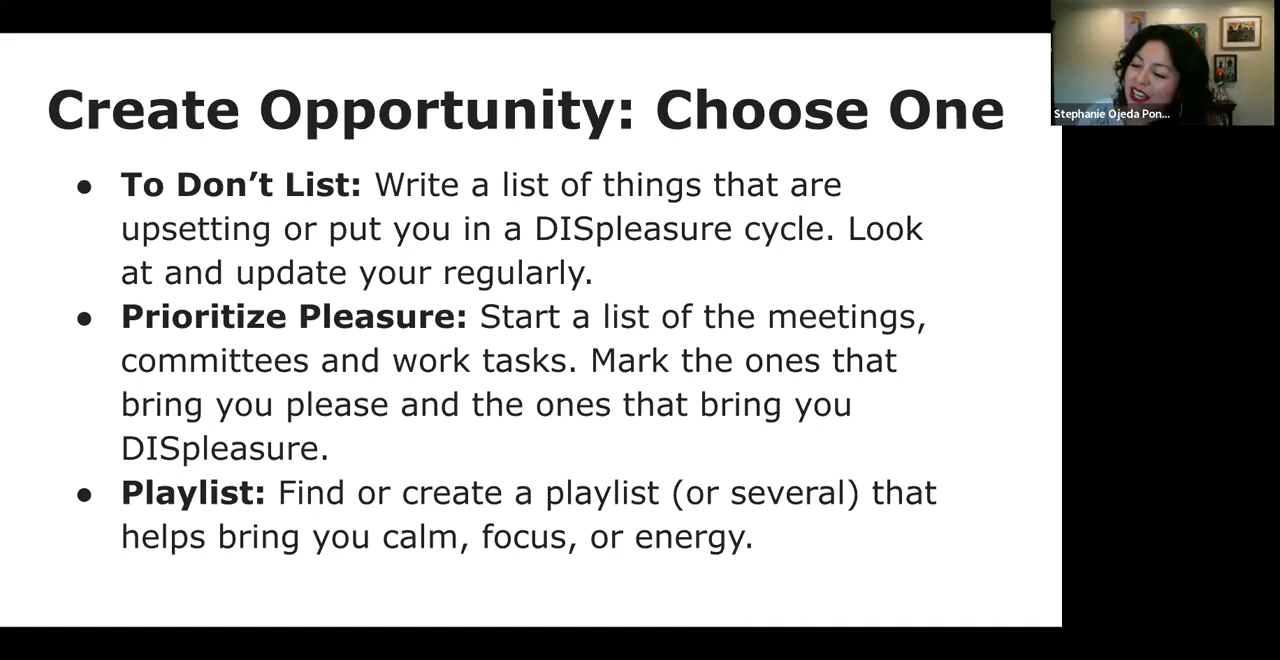 Create Opportunity: Choose One
● To Don’t List: Write a list of things that are
upsetting or put you in a DISpleasure cycle. Look
at and update your regularly.
● Prioritize Pleasure: Start a list of the meetings,
committees and work tasks. Mark the ones that
bring you please and the ones that bring you
DISpleasure.
● Playlist: Find or create a playlist (or several) that
helps bring you calm, focus, or energy.
Stephanie Ojeda Pon...